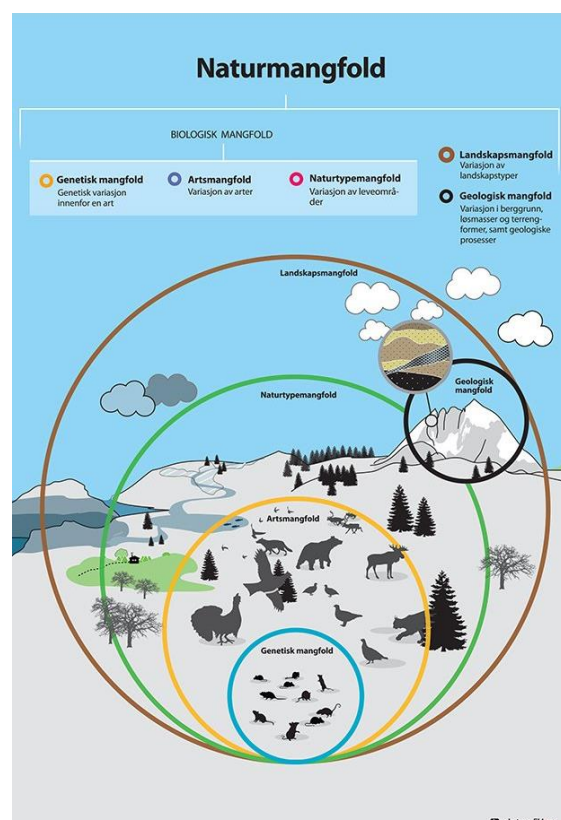 Naturmangfold
BIOLOGISK MANGFOLD
Genetisk mangfold
Genetisk variasjon
innenfor en art
Artsmangfold
Variasjon av arter
Naturtypemangfold
Variasjon av leveområ-
der
Landskapsmangfold
Variasjon av
landskapstyper
Geologisk mangfold
Variasjon i berggrunn,
løsmasser og terreng-
former, samt geologiske
prosesser
Landskapsmangfold
Geologisk
mangfold
Naturtypemangfold
Artsmangfold
Genetisk mangfold